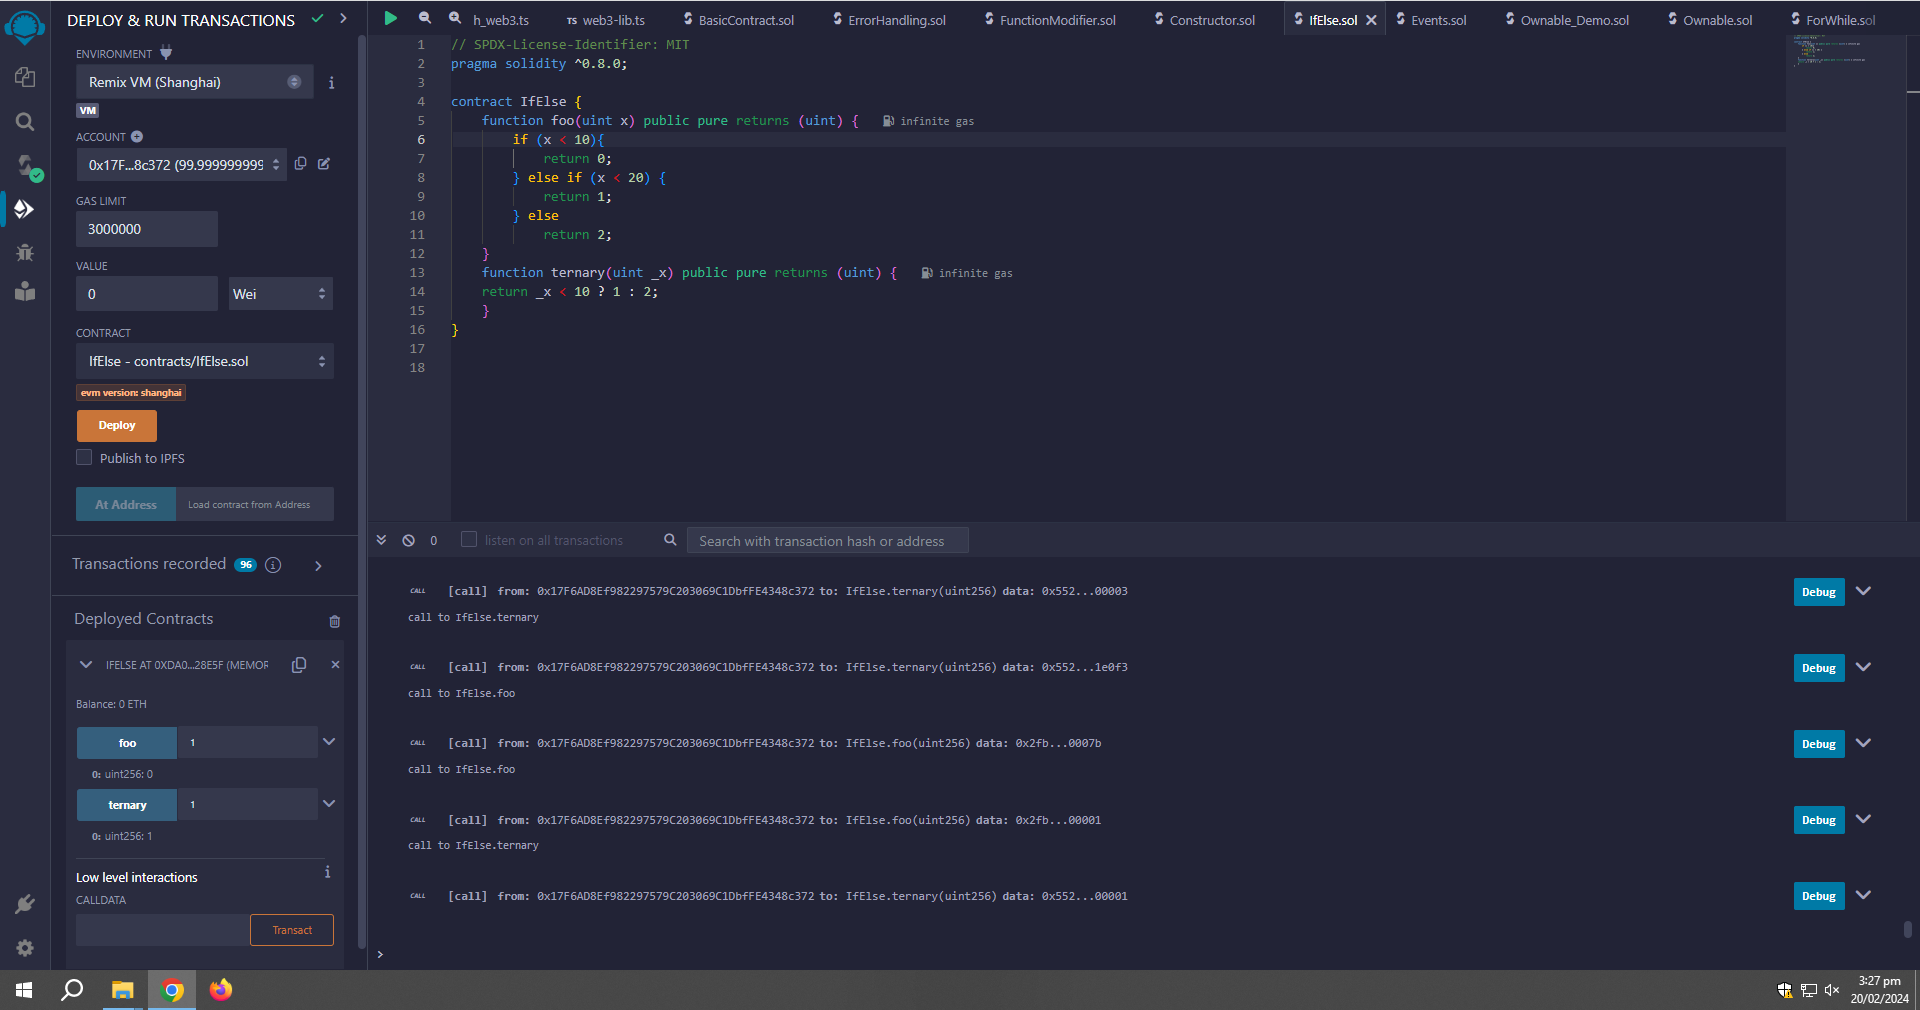 DEPLOY & RUN TRANSACTIONS
ENVIRONMENT
Remix VM (Shanghai)
VM
ACCOUNT
0x17F...8c372 (99.999999999
GAS LIMIT
3000000
VALUE
0
Wei
CONTRACT
IfElse - contracts/IfElse.sol
evm version: shanghai
Deploy
Publish to IPFS
At Address
Load contract from Address
Transactions recorded 96
Deployed Contracts
IFELSE AT 0XDA0...28E5F (MEMOR
Balance: 0 ETH
foo 1
0: uint256: 0
ternary 1
0: uint256: 1
Low level interactions
CALLDATA
Transact
h_web3.ts
TS web3-lib.ts
BasicContract.sol
ErrorHandling.sol
FunctionModifier.sol
Constructor.sol
IfElse.sol
Events.sol
Ownable_Demo.sol
Ownable.sol
ForWhile.sol
1 // SPDX-License-Identifier: MIT
2 pragma solidity ^0.8.0;
3
4 contract IfElse {
5 function foo(uint x) public pure returns (uint) { infinite gas
6 if (x < 10){
7 return 0;
8 } else if (x < 20) {
9 return 1;
10 } else
11 return 2;
12 }
13 function ternary(uint _x) public pure returns (uint) { infinite gas
14 return _x < 10 ? 1 : 2;
15 }
16 }
17
18
0
listen on all transactions
Search with transaction hash or address
CALL [call] from: 0x17F6AD8Ef982297579C203069C1DbfFE4348c372 to: IfElse.ternary(uint256) data: 0x552...00003 Debug
call to IfElse.ternary
CALL [call] from: 0x17F6AD8Ef982297579C203069C1DbfFE4348c372 to: IfElse.ternary(uint256) data: 0x552...1e0f3 Debug
call to IfElse.foo
CALL [call] from: 0x17F6AD8Ef982297579C203069C1DbfFE4348c372 to: IfElse.foo(uint256) data: 0x2fb...0007b Debug
call to IfElse.foo
CALL [call] from: 0x17F6AD8Ef982297579C203069C1DbfFE4348c372 to: IfElse.foo(uint256) data: 0x2fb...00001 Debug
call to IfElse.ternary
CALL [call] from: 0x17F6AD8Ef982297579C203069C1DbfFE4348c372 to: IfElse.ternary(uint256) data: 0x552...00001 Debug
>
3:27 pm
20/02/2024